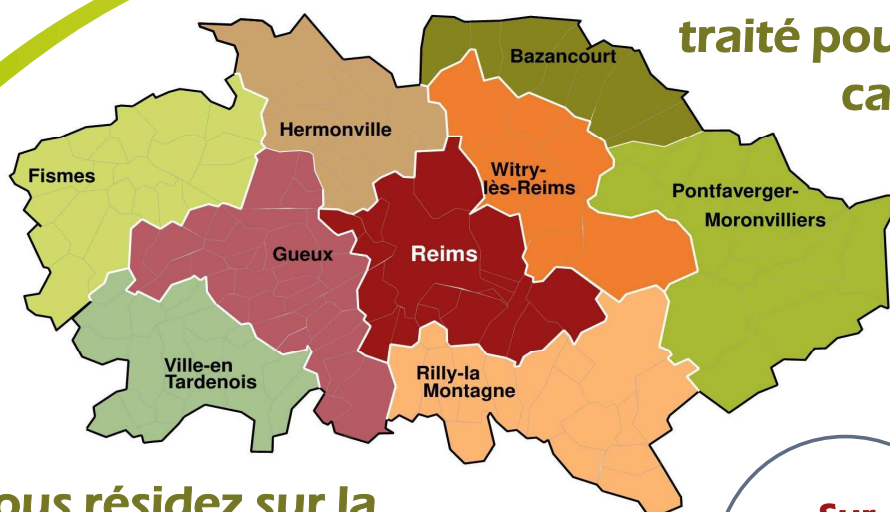 traité pou
ca
Bazancourt
Hermonville
Fismes
Witry-
lès-Reims
Pontfaverger-
Moronvilliers
Gueux
Reims
Ville-en
Tardenois
Rilly-la
Montagne
ous résidez sur la
Sur